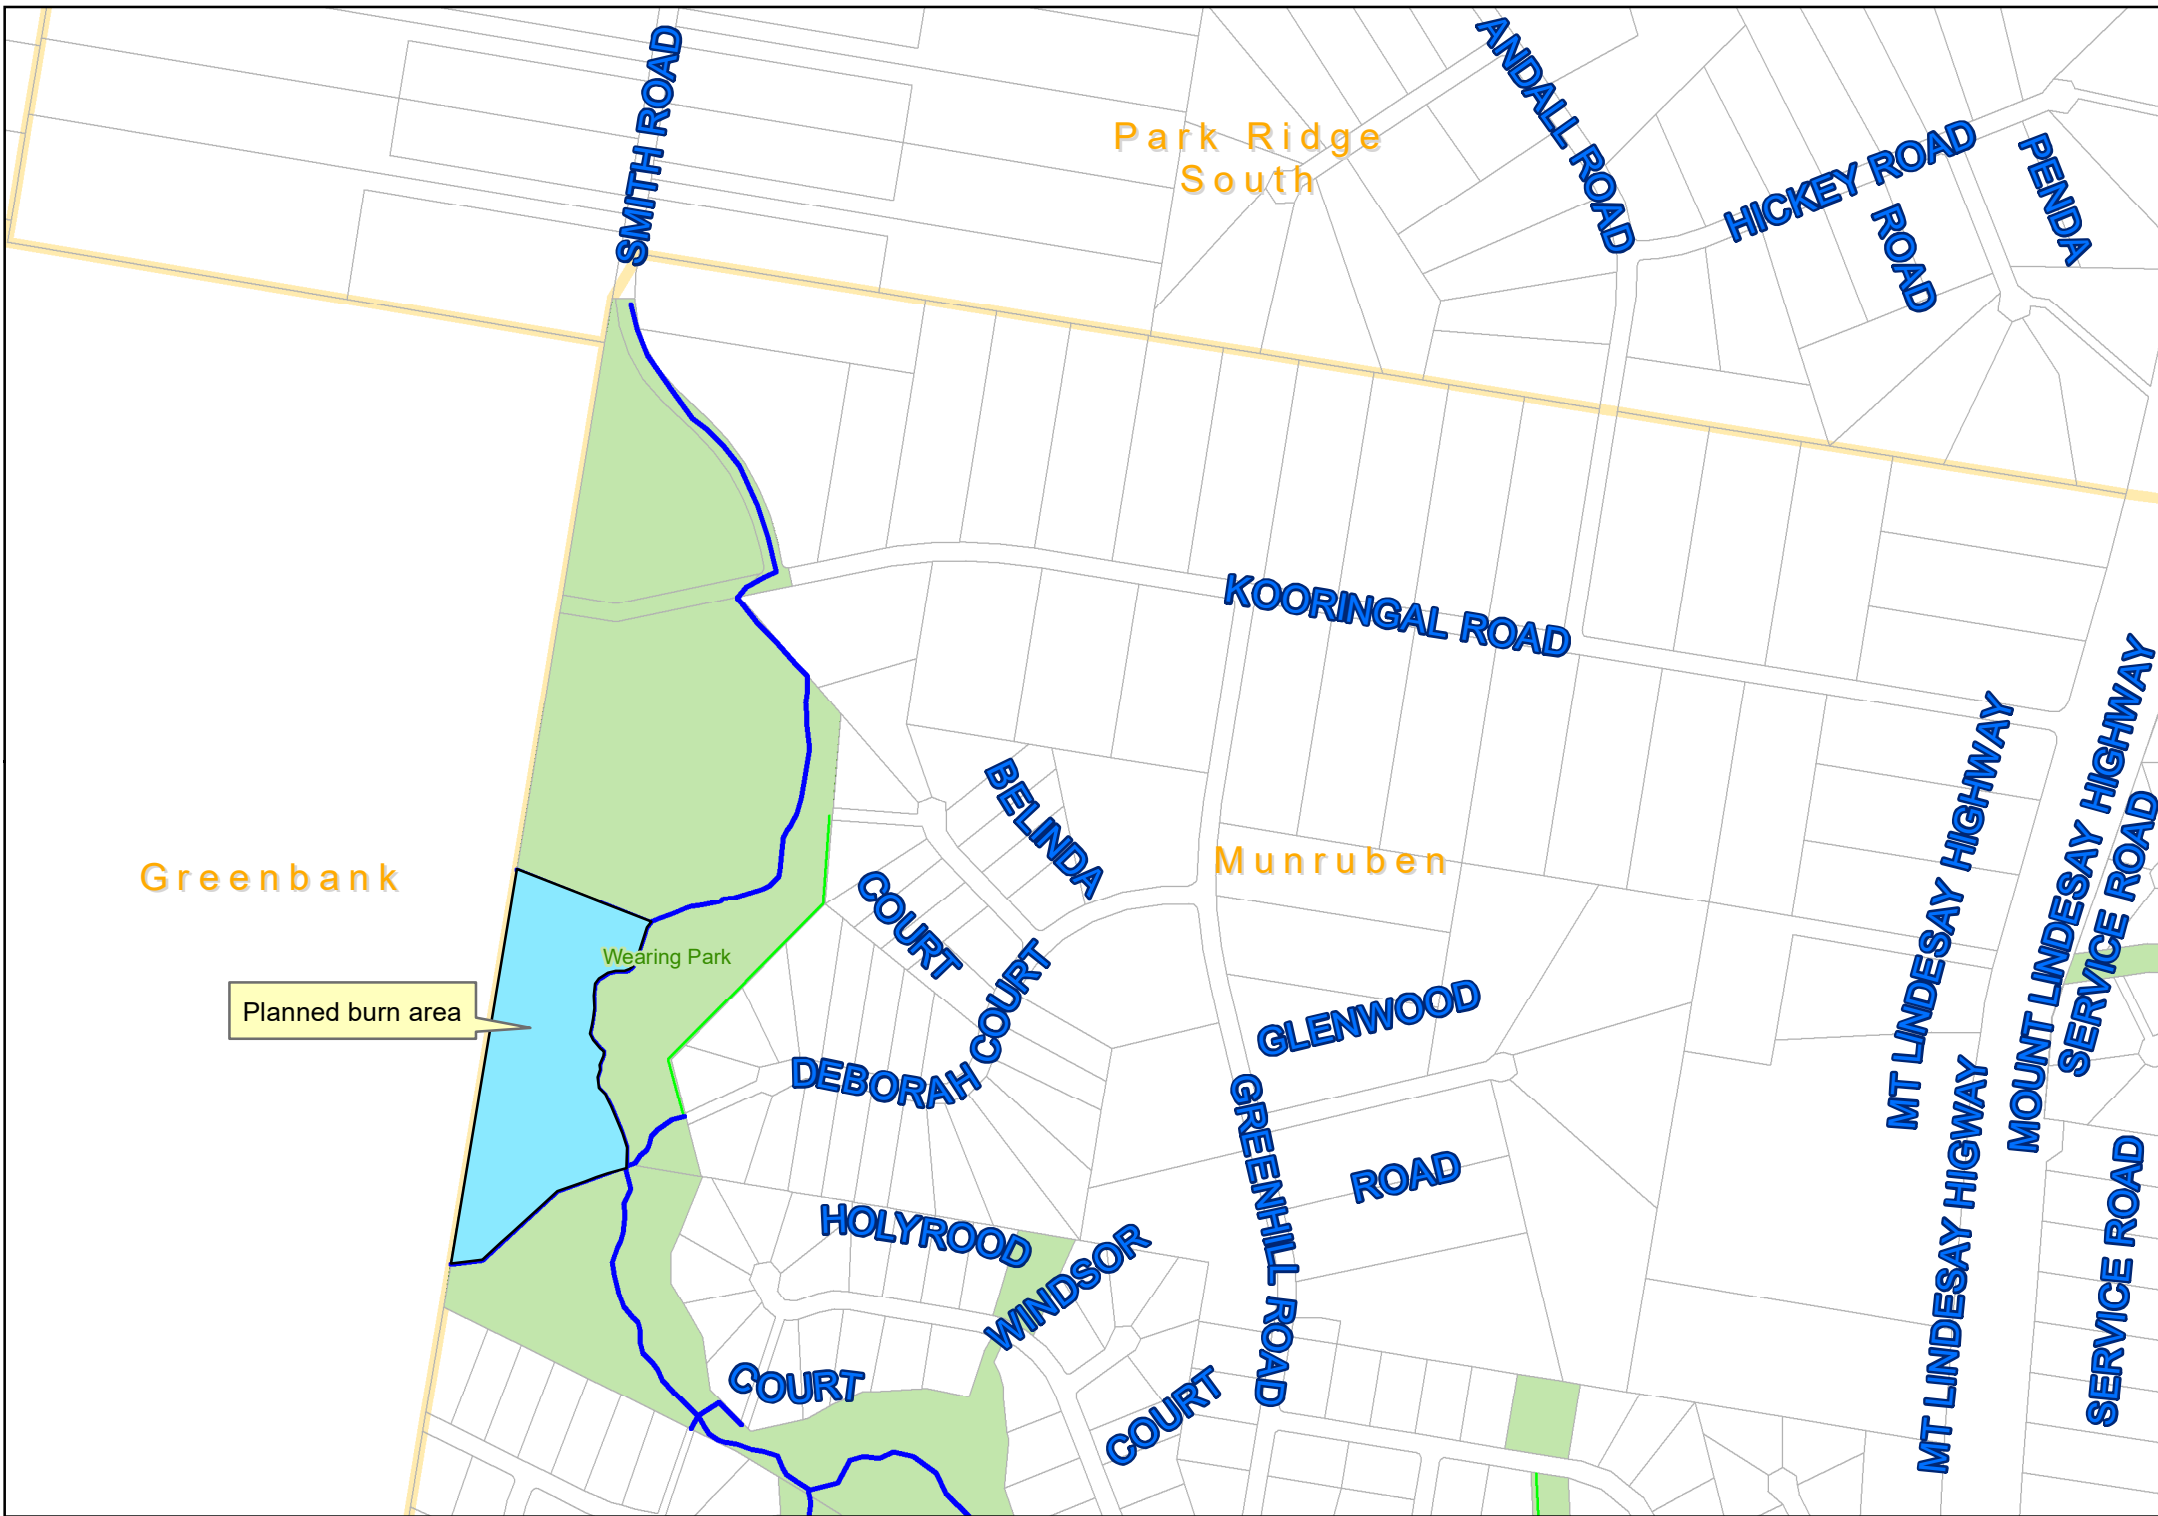 SMITH ROAD
ANDALL ROAD
Park Ridge
South
HICKEY ROAD
PENDA
ROAD
KOORINGAL ROAD
MT LINDESAY HIGHWAY
MOUNT LINDESAY HIGHWAY
SERVICE ROAD
BELINDA
COURT
Greenbank
Munruben
Wearing Park
Planned burn area
DEBORAH
COURT
GLENWOOD
ROAD
GREENHILL ROAD
HOLYROOD
COURT
WINDSOR
COURT
MT LINDESAY HIGWAY
SERVICE ROAD